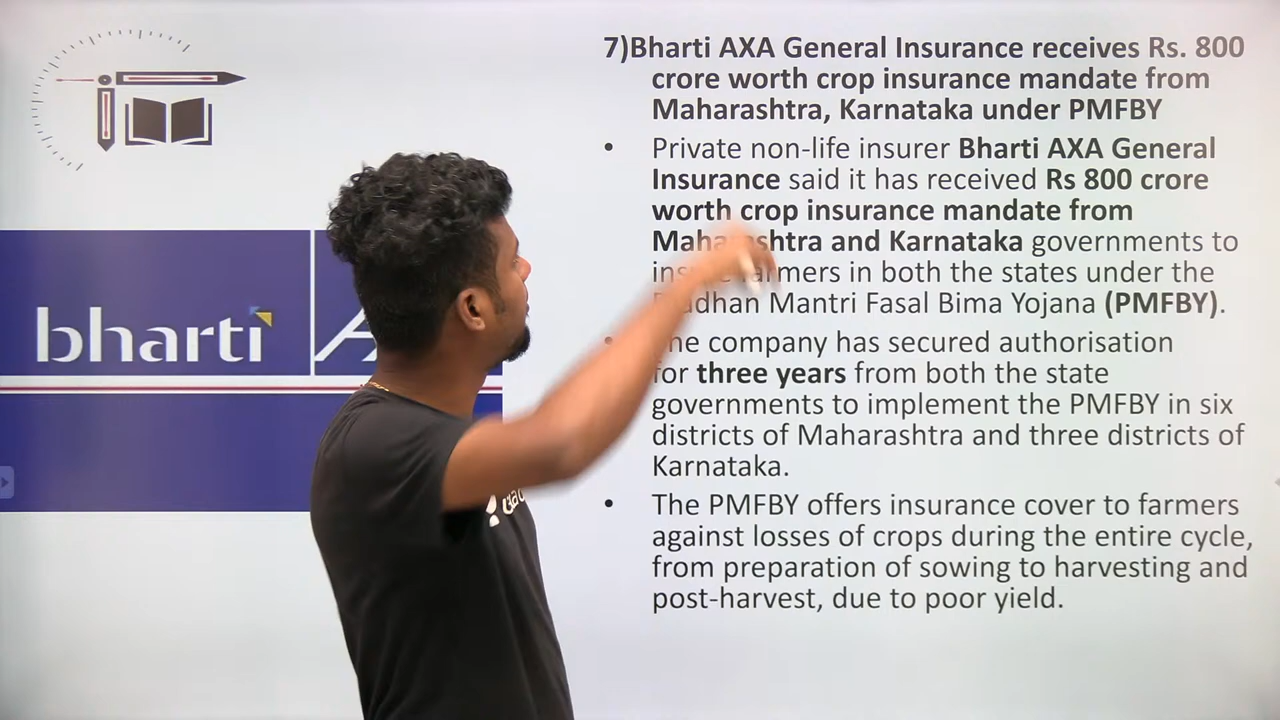 7)Bharti AXA General Insurance receives Rs. 800
crore worth crop insurance mandate from
Maharashtra, Karnataka under PMFBY
• Private non-life insurer Bharti AXA General
Insurance said it has received Rs 800 crore
worth crop insurance mandate from
Maharashtra and Karnataka governments to
farmers in both the states under the
Mantri Fasal Bima Yojana (PMFBY).
• The company has secured authorisation
for three years from both the state
governments to implement the PMFBY in six
districts of Maharashtra and three districts of
Karnataka.
• The PMFBY offers insurance cover to farmers
against losses of crops during the entire cycle,
from preparation of sowing to harvesting and
post-harvest, due to poor yield.
bharti